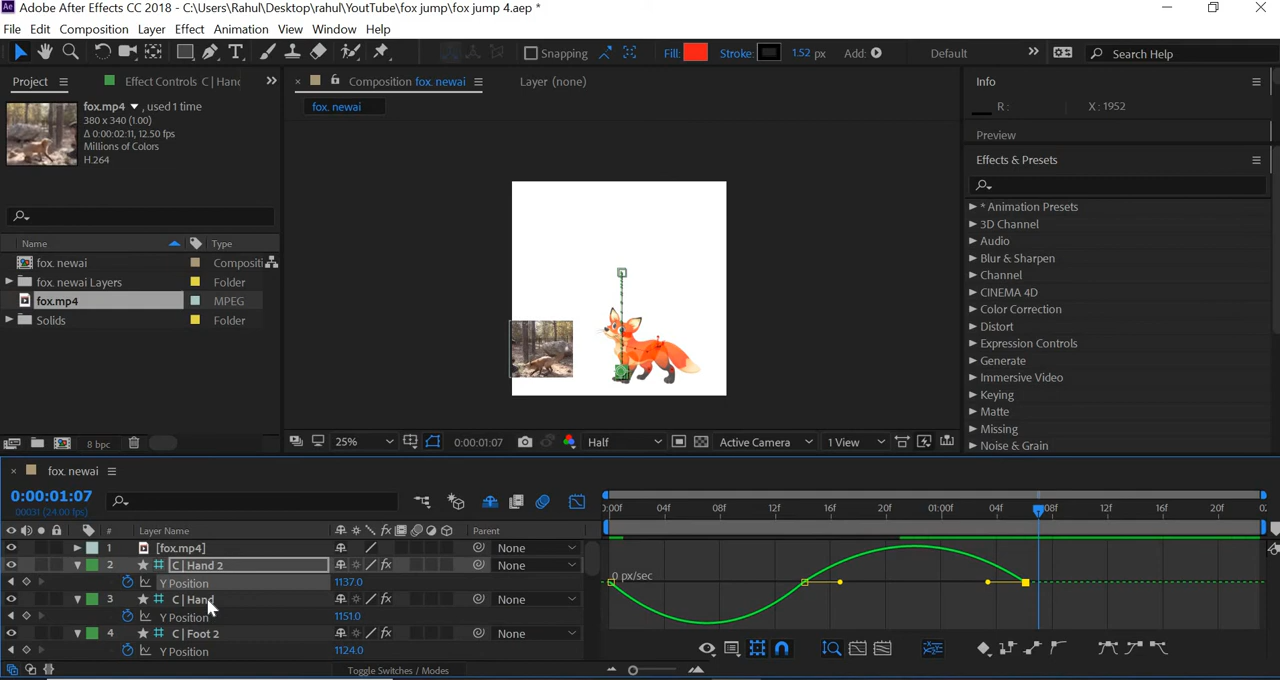 Adobe After Effects CC 2018 - C:\Users\Rahul\Desktop\rahul\YouTube\fox jump\fox jump 4.aep *
File Edit Composition Layer Effect Animation View Window Help
Snapping Fill: Stroke: 1.52 px Add: Default Search Help
Project Effect Controls C | Hand Composition fox. newai Layer (none) Info
fox. newai
fox.mp4 , used 1 time
380 x 340 (1.00)
Δ 0:00:02:11, 12.50 fps
Millions of Colors
H.264
R : X : 1952
Preview
Effects & Presets
* Animation Presets
3D Channel
Audio
Blur & Sharpen
Channel
CINEMA 4D
Color Correction
Distort
Expression Controls
Generate
Immersive Video
Keying
Matte
Missing
Noise & Grain
Name Type
fox. newai Compositi
fox. newai Layers Folder
fox.mp4 MPEG
Solids Folder
8 bpc 25% 0:00:01:07 Half Active Camera 1 View
fox. newai
0:00:01:07
00031 (24.00 fps)
# Layer Name Parent
:00f 04f 08f 12f 16f 20f 01:00f 04f 08f 12f 16f 20f 02
1 [fox.mp4] None
2 C | Hand 2 None
Y Position 1137.0
3 C | Hand None
Y Position 1151.0
4 C | Foot 2 None
Y Position 1124.0
0 px/sec
Toggle Switches / Modes